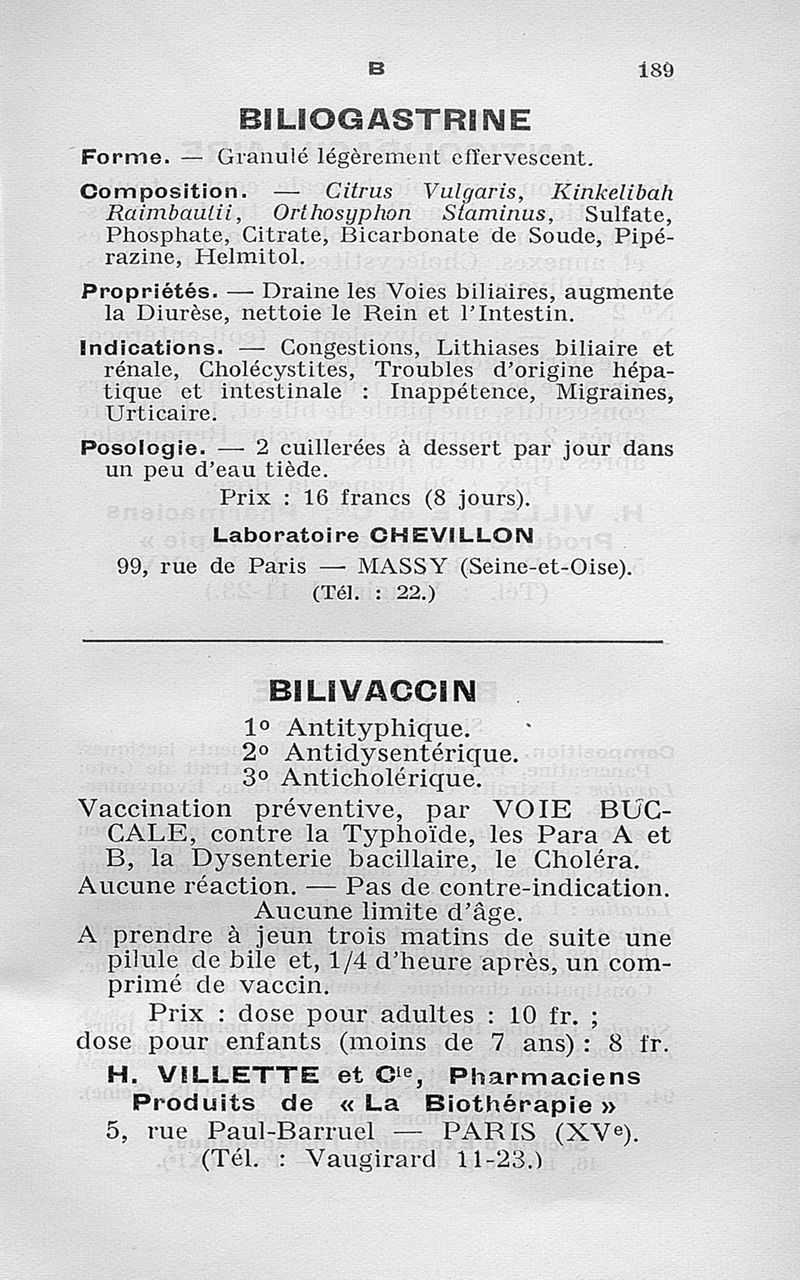 B 189
BILIOGASTRINE
Forme. — Granulé légèrement effervescent.
Composition. — Citrus Vulgaris, Kinkelibah
Raimbautii, Orthosyphon Staminus, Sulfate,
Phosphate, Citrate, Bicarbonate de Soude, Pipé-
razine, Helmitol.
Propriétés. — Draine les Voies biliaires, augmente
la Diurèse, nettoie le Rein et l'Intestin.
Indications. — Congestions, Lithiases biliaire et
rénale, Cholécystites, Troubles d'origine hépa-
tique et intestinale : Inappétence, Migraines,
Urticaire.
Posologie. — 2 cuillerées à dessert par jour dans
un peu d'eau tiède.
Prix : 16 francs (8 jours).
Laboratoire CHEVILLON
99, rue de Paris — MASSY (Seine-et-Oise).
(Tél. : 22.)
BILIVACCIN
1º Antityphique.
2º Antidysentérique.
3º Anticholérique.
Vaccination préventive, par VOIE BUC-
CALE, contre la Typhoïde, les Para A et
B, la Dysenterie bacillaire, le Choléra.
Aucune réaction. — Pas de contre-indication.
Aucune limite d'âge.
A prendre à jeun trois matins de suite une
pilule de bile et, 1/4 d'heure après, un com-
primé de vaccin.
Prix : dose pour adultes : 10 fr. ;
dose pour enfants (moins de 7 ans) : 8 fr.
H. VILLETTE et Cie, Pharmaciens
Produits de « La Biothérapie »
5, rue Paul-Barruel — PARIS (XVe).
(Tél. : Vaugirard 11-23.)